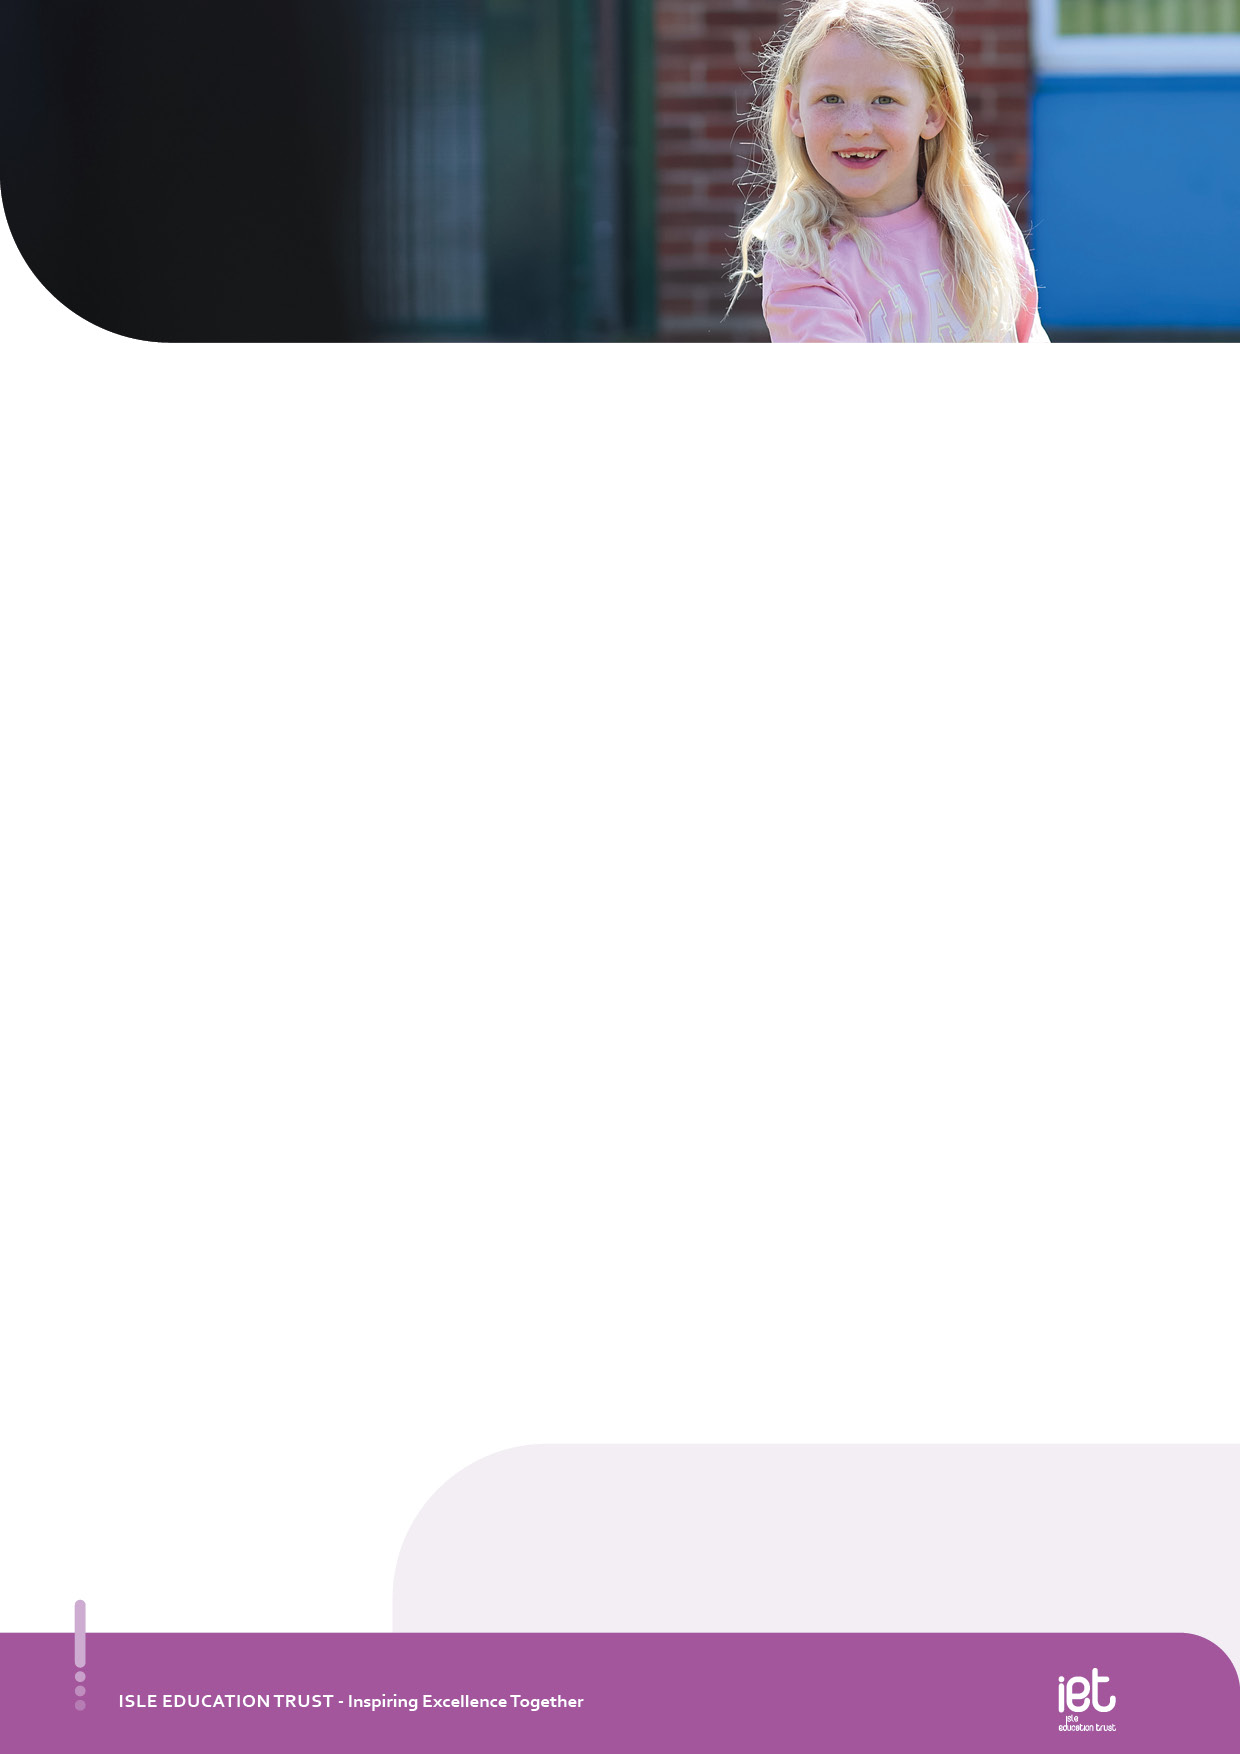 ISLE EDUCATION TRUST - Inspiring Excellence Together
iet
isle
education trust